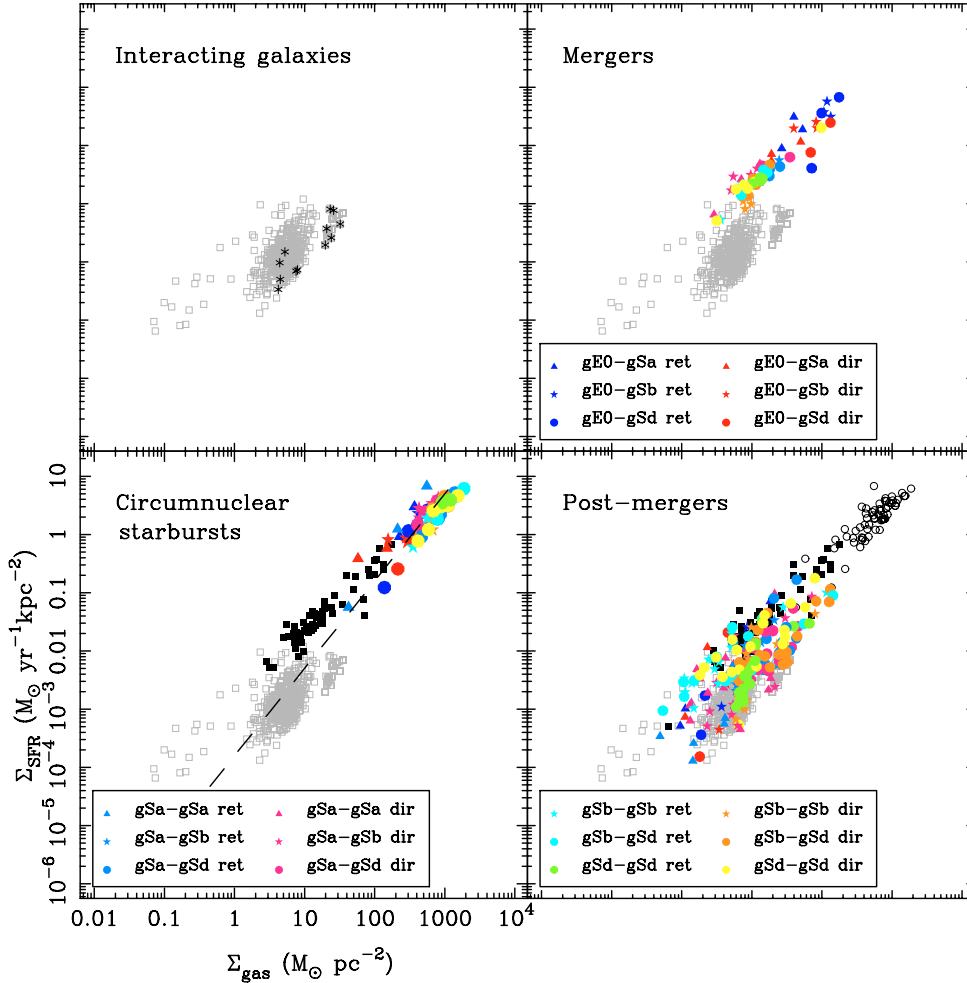 Interacting galaxies
Mergers
gE0-gSa ret
gE0-gSa dir
gE0-gSb ret
gE0-gSb dir
gE0-gSd ret
gE0-gSd dir
Circumnuclear
starbursts
Post-mergers
gSa-gSa ret
gSa-gSa dir
gSa-gSb ret
gSa-gSb dir
gSa-gSd ret
gSa-gSd dir
gSb-gSb ret
gSb-gSb dir
gSb-gSd ret
gSb-gSd dir
gSd-gSd ret
gSd-gSd dir
10
1
0.1
0.01
10⁻³
10⁻⁴
10⁻⁵
10⁻⁶
Σ_SFR (M_⊙ yr⁻¹kpc⁻²)
0.01 0.1 1 10 100 1000 10⁴
Σ_gas (M_⊙ pc⁻²)